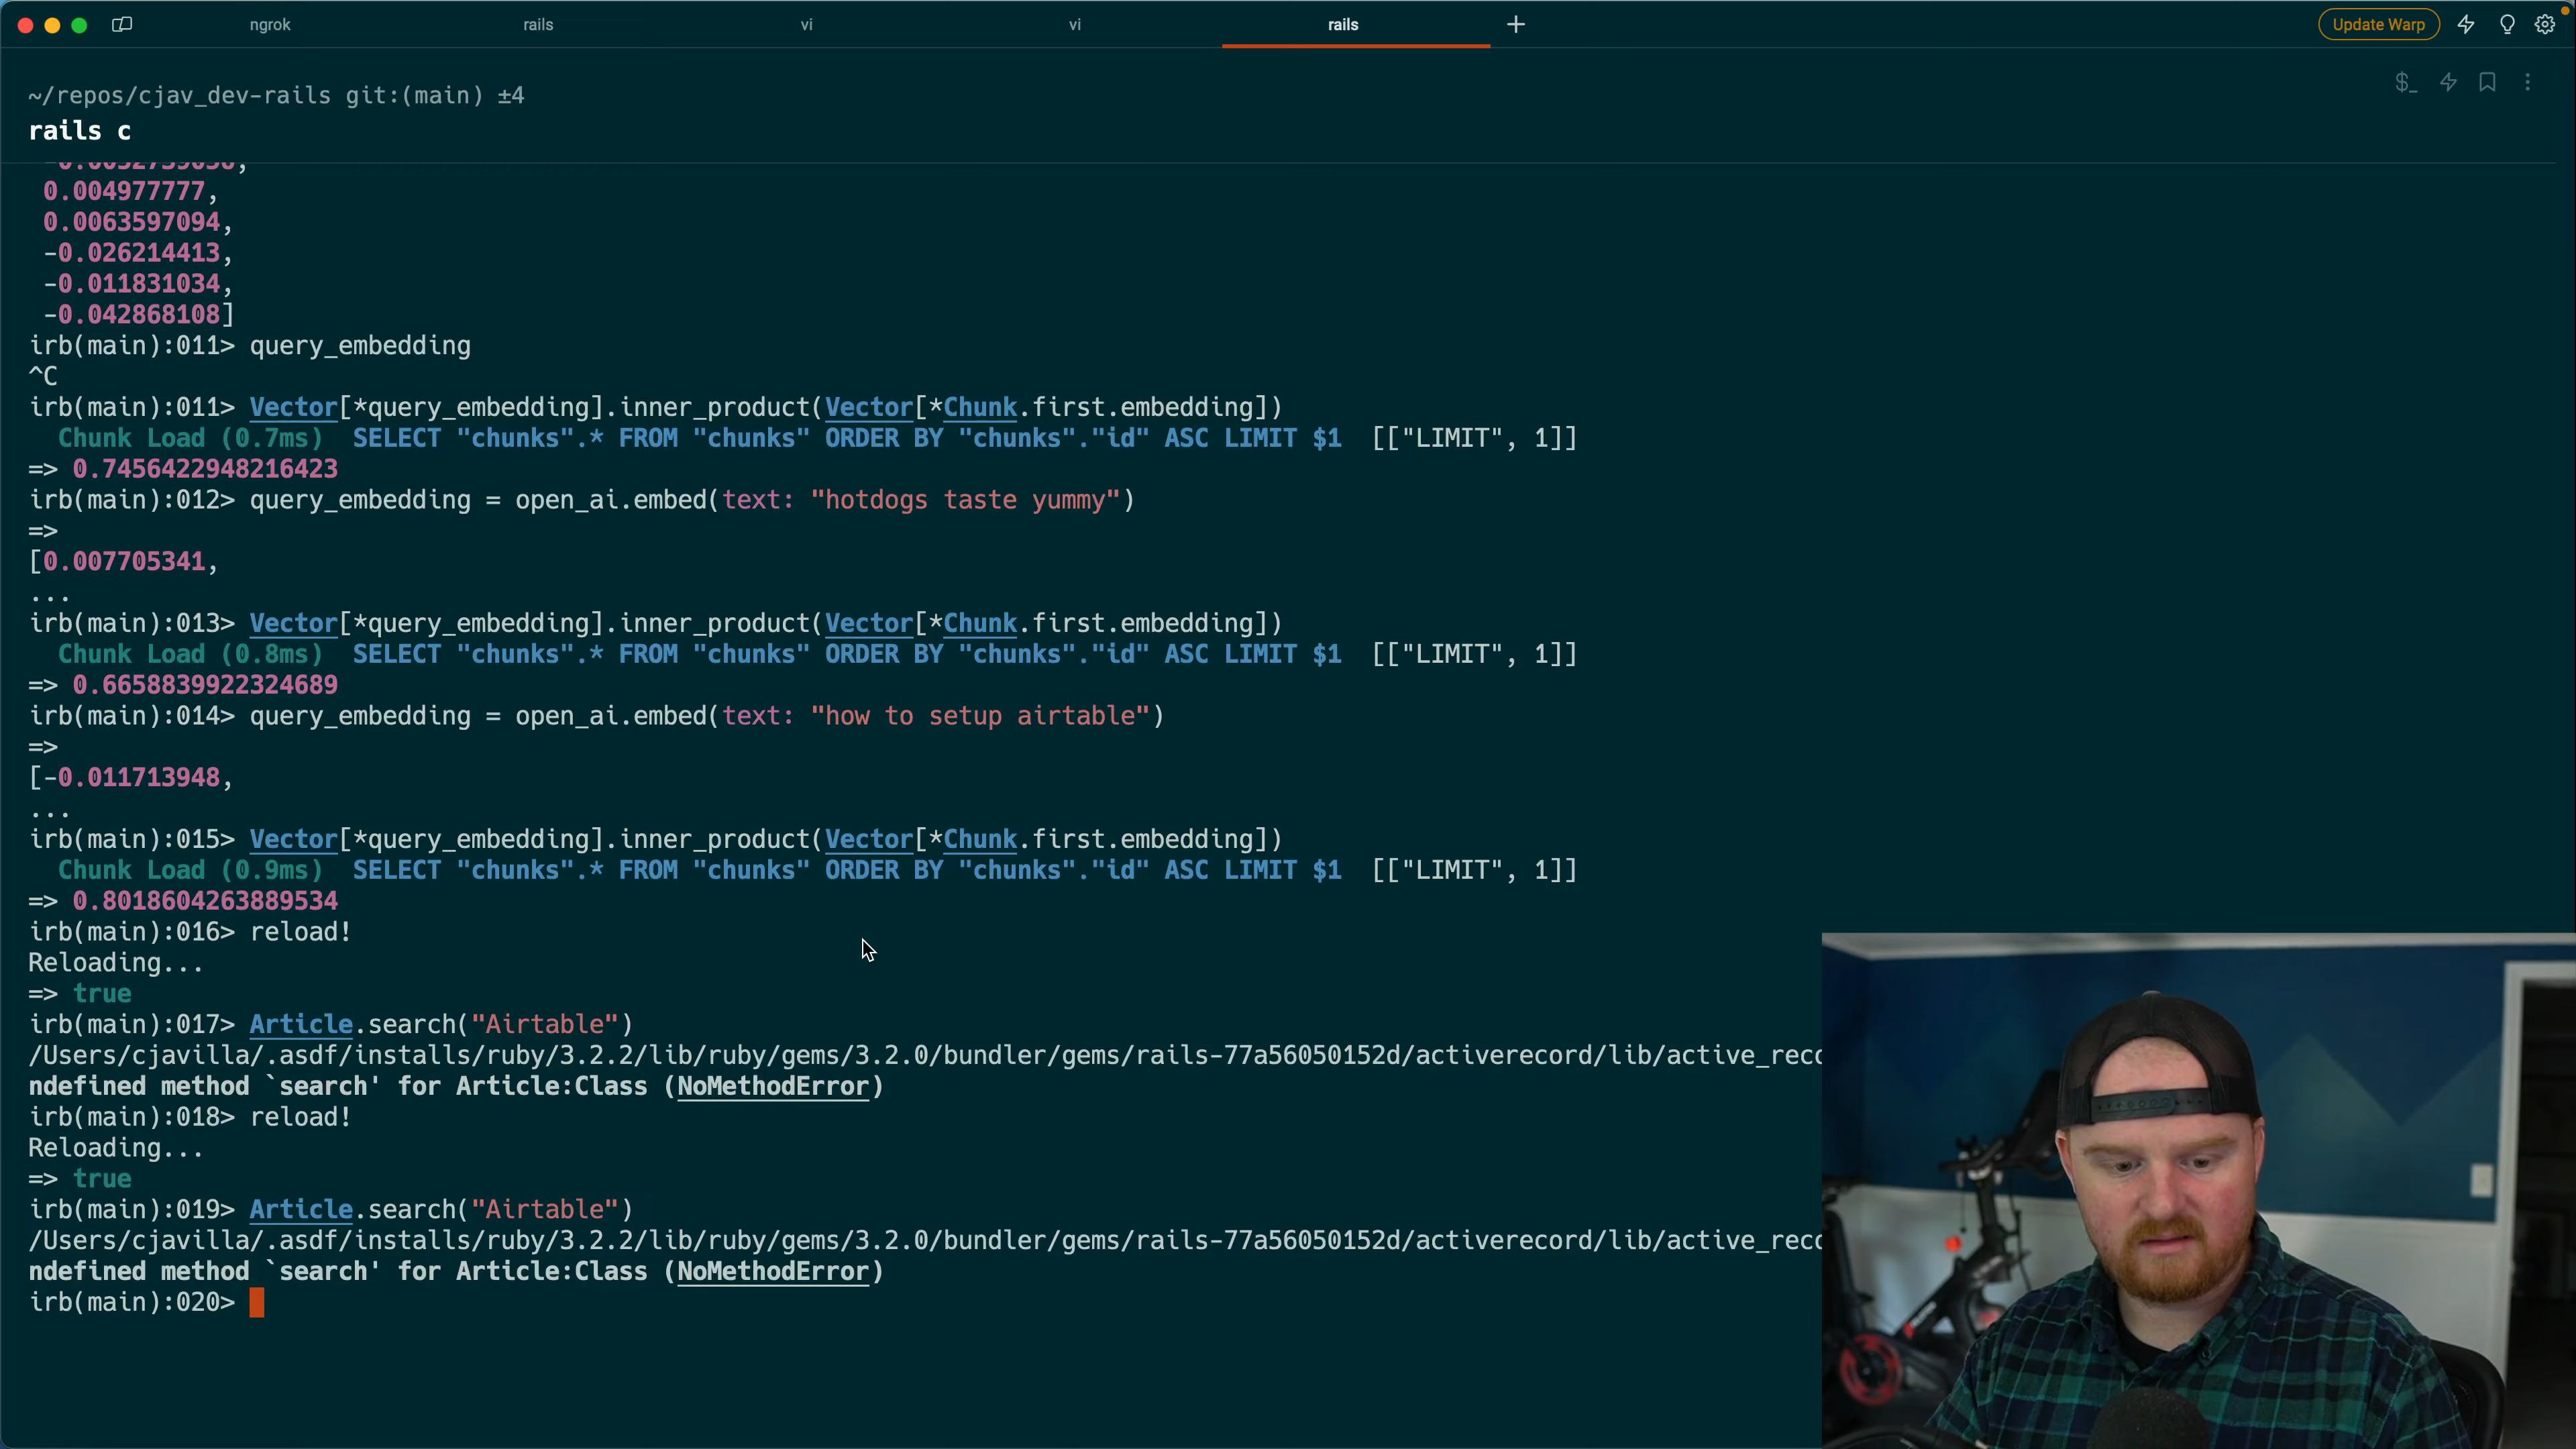 ngrok
rails
vi
vi
rails
Update Warp
~/repos/cjav_dev-rails git:(main) ±4
$_
rails c
0.004977777,
0.0063597094,
-0.026214413,
-0.011831034,
-0.042868108]
irb(main):011> query_embedding
^C
irb(main):011> Vector[*query_embedding].inner_product(Vector[*Chunk.first.embedding])
Chunk Load (0.7ms)  SELECT "chunks".* FROM "chunks" ORDER BY "chunks"."id" ASC LIMIT $1  [["LIMIT", 1]]
=> 0.7456422948216423
irb(main):012> query_embedding = open_ai.embed(text: "hotdogs taste yummy")
=>
[0.007705341,
...
irb(main):013> Vector[*query_embedding].inner_product(Vector[*Chunk.first.embedding])
Chunk Load (0.8ms)  SELECT "chunks".* FROM "chunks" ORDER BY "chunks"."id" ASC LIMIT $1  [["LIMIT", 1]]
=> 0.6658839922324689
irb(main):014> query_embedding = open_ai.embed(text: "how to setup airtable")
=>
[-0.011713948,
...
irb(main):015> Vector[*query_embedding].inner_product(Vector[*Chunk.first.embedding])
Chunk Load (0.9ms)  SELECT "chunks".* FROM "chunks" ORDER BY "chunks"."id" ASC LIMIT $1  [["LIMIT", 1]]
=> 0.8018604263889534
irb(main):016> reload!
Reloading...
=> true
irb(main):017> Article.search("Airtable")
/Users/cjavilla/.asdf/installs/ruby/3.2.2/lib/ruby/gems/3.2.0/bundler/gems/rails-77a56050152d/activerecord/lib/active_reco
ndefined method `search' for Article:Class (NoMethodError)
irb(main):018> reload!
Reloading...
=> true
irb(main):019> Article.search("Airtable")
/Users/cjavilla/.asdf/installs/ruby/3.2.2/lib/ruby/gems/3.2.0/bundler/gems/rails-77a56050152d/activerecord/lib/active_reco
ndefined method `search' for Article:Class (NoMethodError)
irb(main):020>